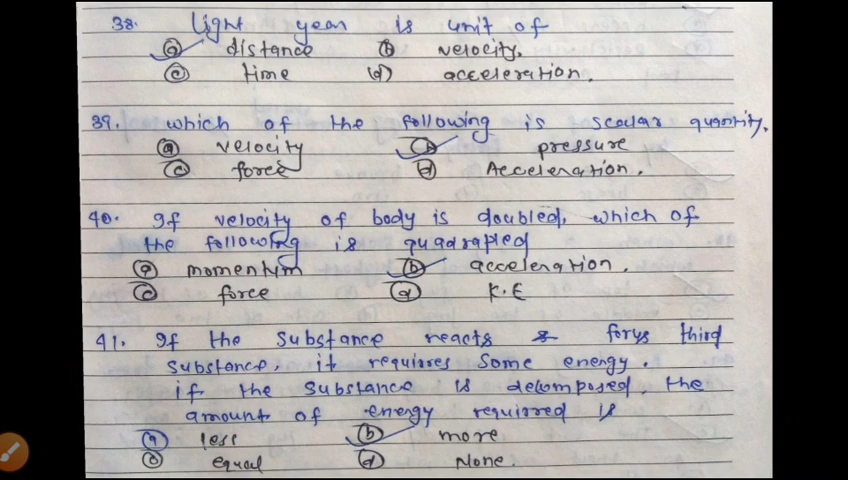 38. Light year is unit of
ⓐ distance ⓑ velocity,
ⓒ time (d) acceleration.
39. which of the following is scalar quantity,
ⓐ velocity ⓑ pressure
ⓒ force ⓓ Acceleration.
40. If velocity of body is doubled, which of
the following is quadrapled
ⓐ momentum ⓑ acceleration.
ⓒ force ⓓ K.E
41. If the substance reacts & forms third
substance, it requires some energy.
if the substance is decomposed, the
amount of energy requirred is
ⓐ less ⓑ more
ⓒ equal ⓓ None.